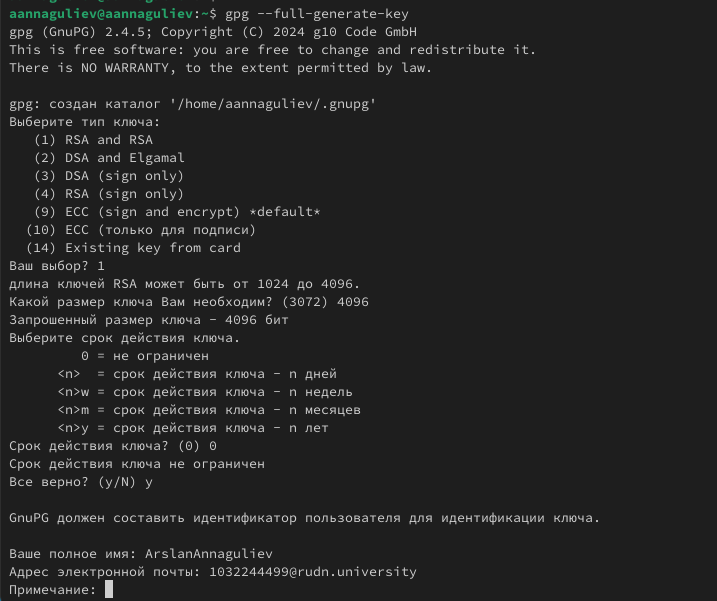 aannaguliev@aannaguliev:~$ gpg --full-generate-key
gpg (GnuPG) 2.4.5; Copyright (C) 2024 g10 Code GmbH
This is free software: you are free to change and redistribute it.
There is NO WARRANTY, to the extent permitted by law.

gpg: создан каталог '/home/aannaguliev/.gnupg'
Выберите тип ключа:
   (1) RSA and RSA
   (2) DSA and Elgamal
   (3) DSA (sign only)
   (4) RSA (sign only)
   (9) ECC (sign and encrypt) *default*
  (10) ECC (только для подписи)
  (14) Existing key from card
Ваш выбор? 1
длина ключей RSA может быть от 1024 до 4096.
Какой размер ключа Вам необходим? (3072) 4096
Запрошенный размер ключа - 4096 бит
Выберите срок действия ключа.
         0 = не ограничен
      <n>  = срок действия ключа - n дней
      <n>w = срок действия ключа - n недель
      <n>m = срок действия ключа - n месяцев
      <n>y = срок действия ключа - n лет
Срок действия ключа? (0) 0
Срок действия ключа не ограничен
Все верно? (y/N) y

GnuPG должен составить идентификатор пользователя для идентификации ключа.

Ваше полное имя: ArslanAnnaguliev
Адрес электронной почты: 1032244499@rudn.university
Примечание: